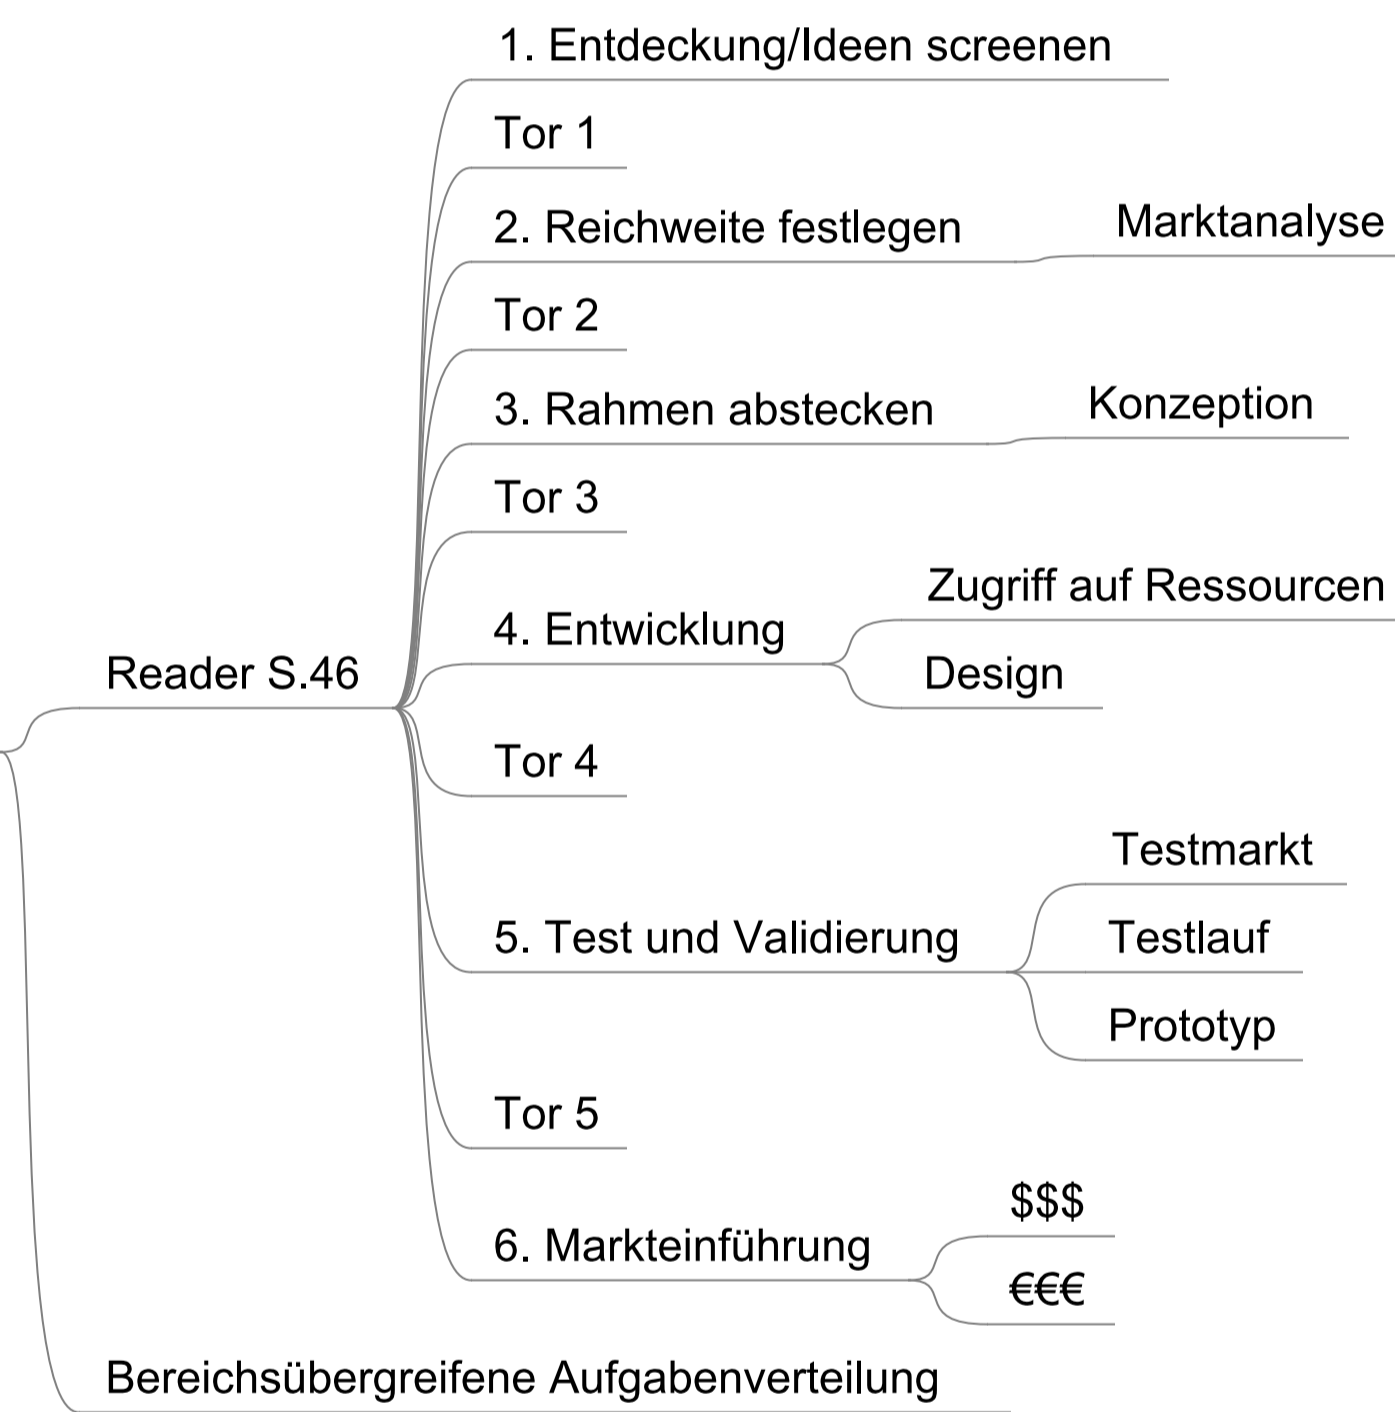 1. Entdeckung/Ideen screenen
Tor 1
2. Reichweite festlegen
Marktanalyse
Tor 2
3. Rahmen abstecken
Konzeption
Tor 3
4. Entwicklung
Zugriff auf Ressourcen
Design
Reader S.46
Tor 4
5. Test und Validierung
Testmarkt
Testlauf
Prototyp
Tor 5
6. Markteinführung
$$$
€€€
Bereichsübergreifene Aufgabenverteilung